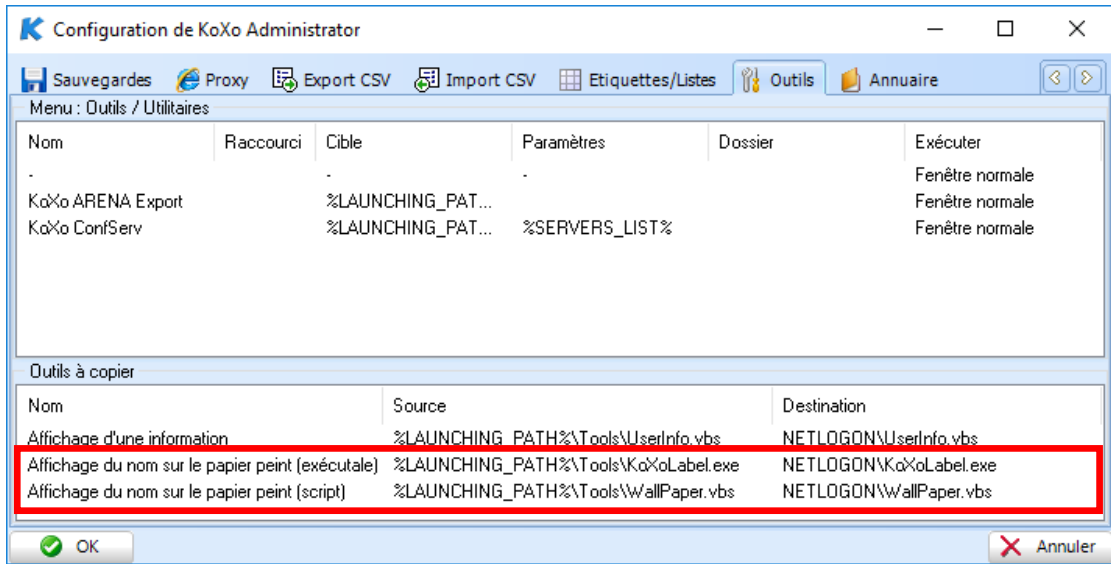 Configuration de KoXo Administrator
Sauvegardes Proxy Export CSV Import CSV Etiquettes/Listes Outils Annuaire
Menu : Outils / Utilitaires
Nom Raccourci Cible Paramètres Dossier Exécuter
- - - Fenêtre normale
KoXo ARENA Export %LAUNCHING_PAT... Fenêtre normale
KoXo ConfServ %LAUNCHING_PAT... %SERVERS_LIST% Fenêtre normale
Outils à copier
Nom Source Destination
Affichage d'une information %LAUNCHING_PATH%\Tools\UserInfo.vbs NETLOGON\UserInfo.vbs
Affichage du nom sur le papier peint (exécutale) %LAUNCHING_PATH%\Tools\KoXoLabel.exe NETLOGON\KoXoLabel.exe
Affichage du nom sur le papier peint (script) %LAUNCHING_PATH%\Tools\WallPaper.vbs NETLOGON\WallPaper.vbs
OK Annuler